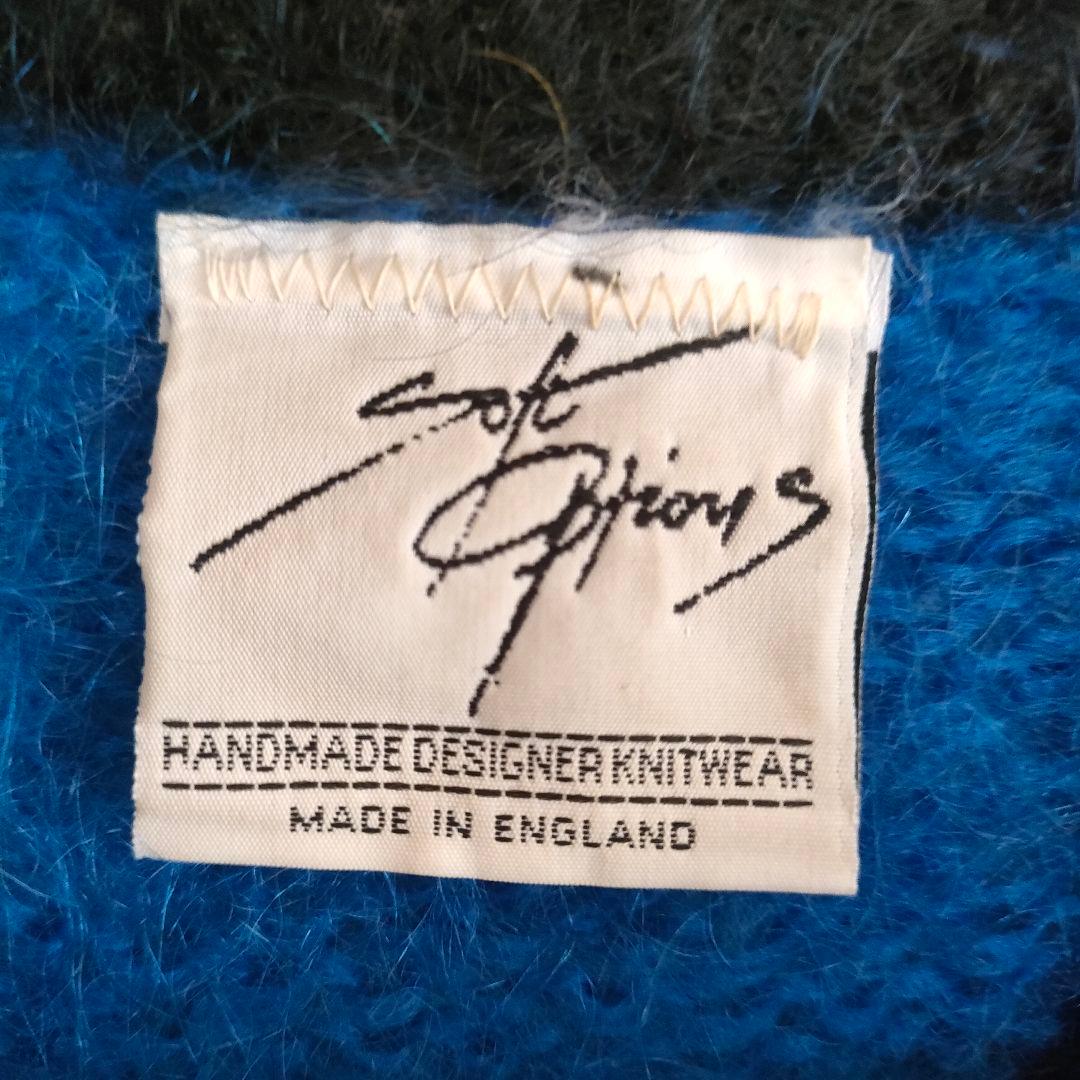 Soft
Options
HANDMADE DESIGNER KNITWEAR
MADE IN ENGLAND